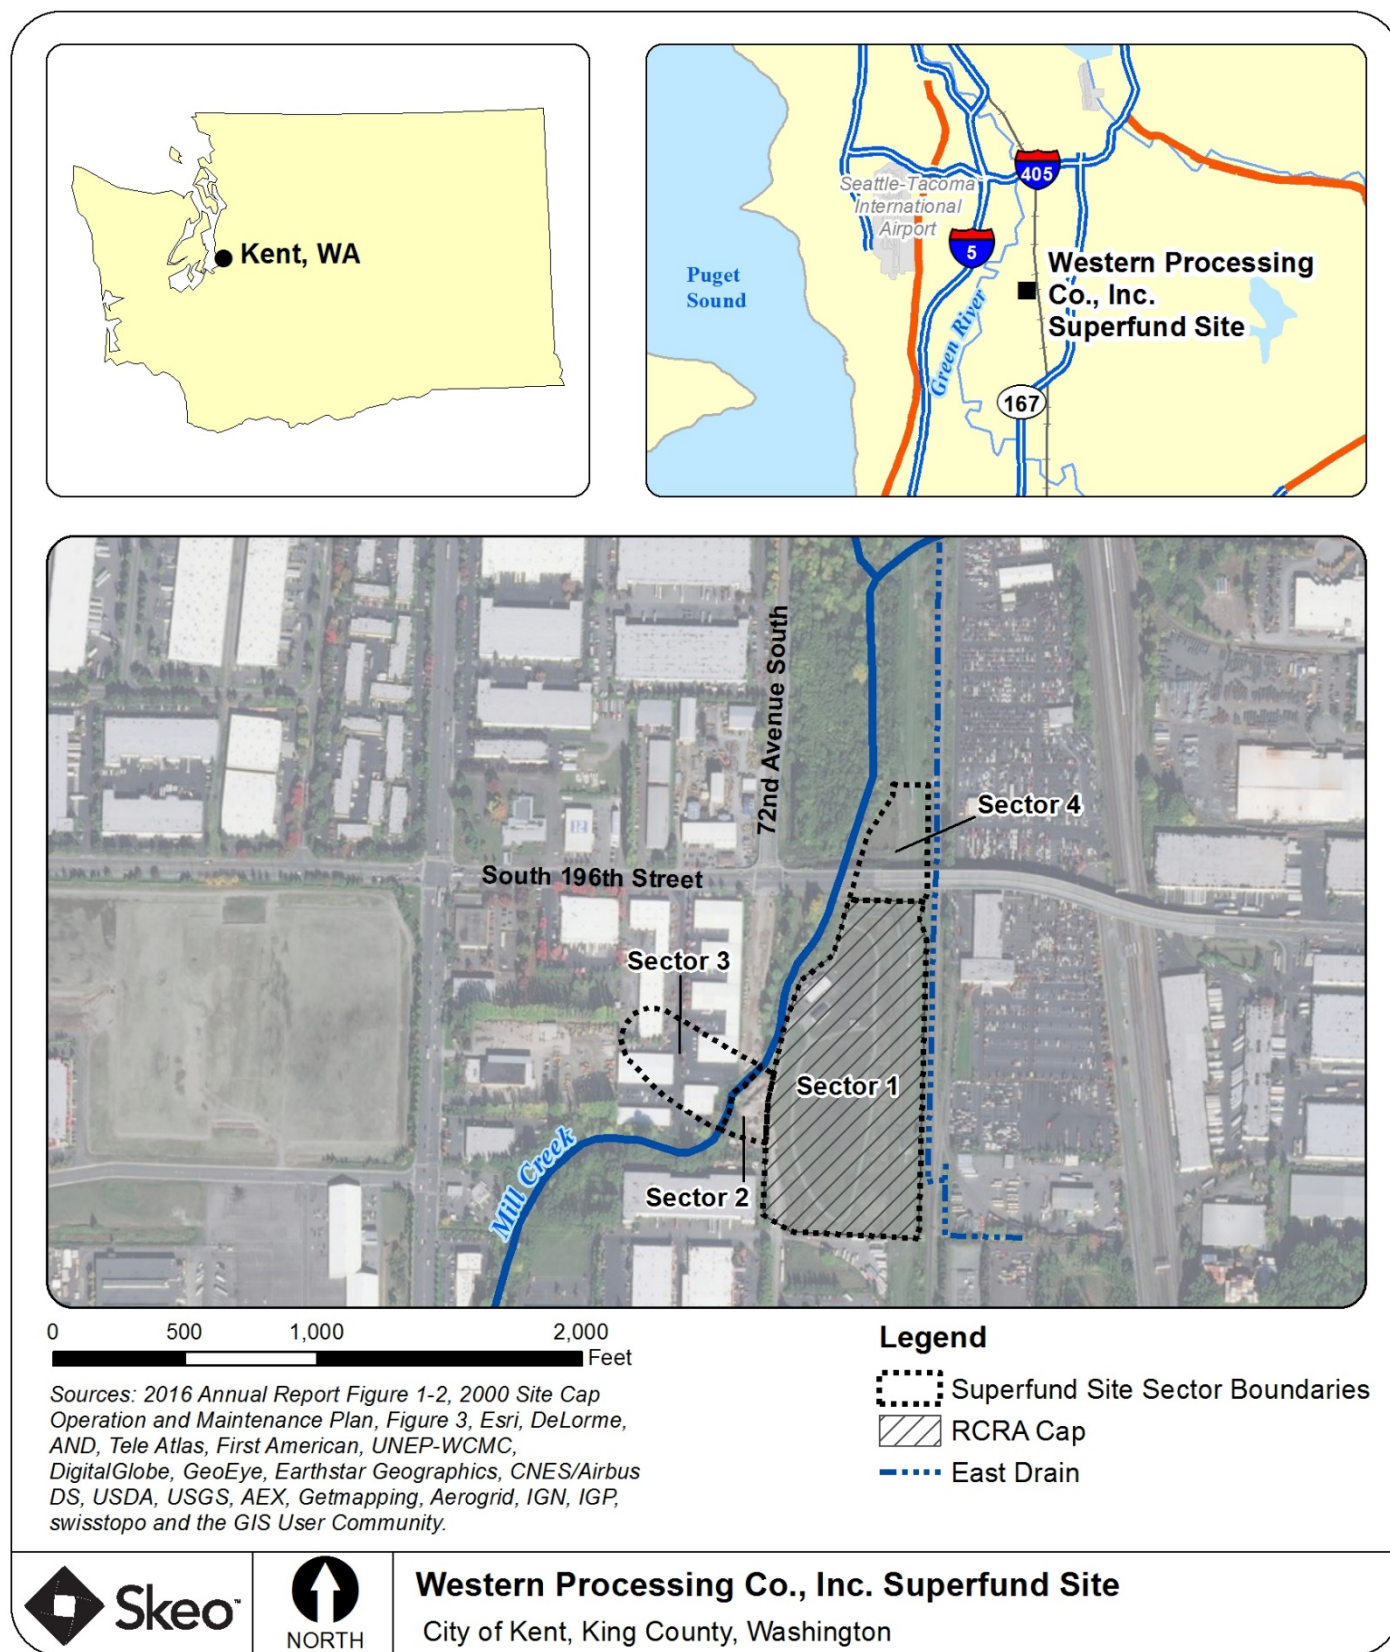 Kent, WA
Seattle-Tacoma
International
Airport
405
5
Puget
Sound
Green River
Western Processing
Co., Inc.
Superfund Site
167
72nd Avenue South
Sector 4
South 196th Street
Sector 3
Sector 1
Mill Creek
Sector 2
0 500 1,000 2,000
Feet
Sources: 2016 Annual Report Figure 1-2, 2000 Site Cap
Operation and Maintenance Plan, Figure 3, Esri, DeLorme,
AND, Tele Atlas, First American, UNEP-WCMC,
DigitalGlobe, GeoEye, Earthstar Geographics, CNES/Airbus
DS, USDA, USGS, AEX, Getmapping, Aerogrid, IGN, IGP,
swisstopo and the GIS User Community.
Legend
Superfund Site Sector Boundaries
RCRA Cap
East Drain
Skeo™
NORTH
Western Processing Co., Inc. Superfund Site
City of Kent, King County, Washington